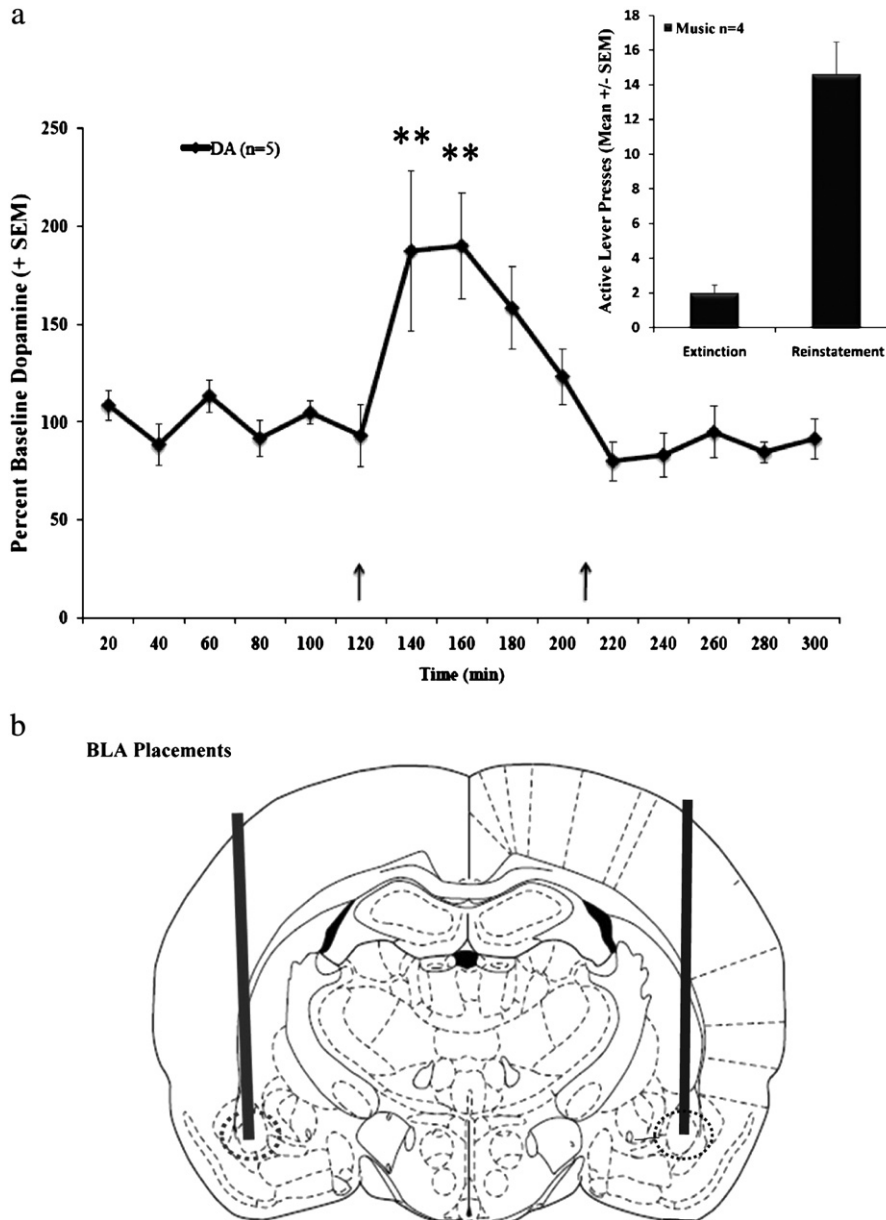 a
Active Lever Presses (Mean +/- SEM)
18
16
14
12
10
8
6
4
2
0
Music n=4
Extinction
Reinstatement
Percent Baseline Dopamine (+ SEM)
250
200
150
100
50
0
DA (n=5)
** **
20 40 60 80 100 120 140 160 180 200 220 240 260 280 300
Time (min)
b
BLA Placements